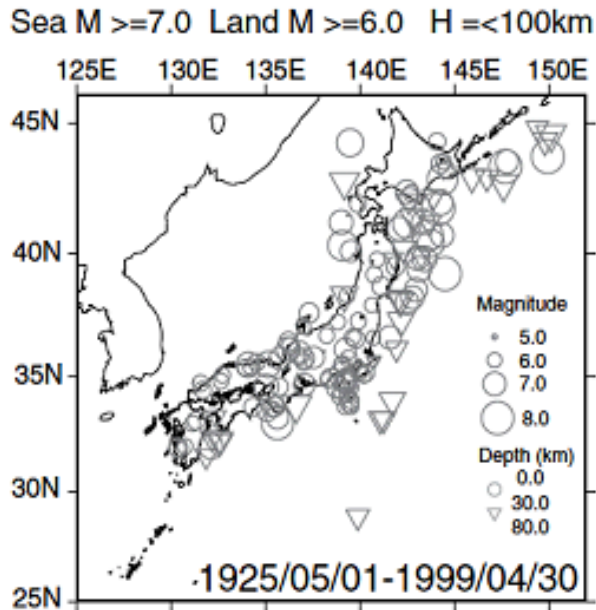 Sea M >=7.0 Land M >=6.0 H =<100km
125E 130E 135E 140E 145E 150E
45N
40N
Magnitude
5.0
6.0
35N
7.0
8.0
Depth (km)
0.0
30N
30.0
80.0
1925/05/01-1999/04/30
25N